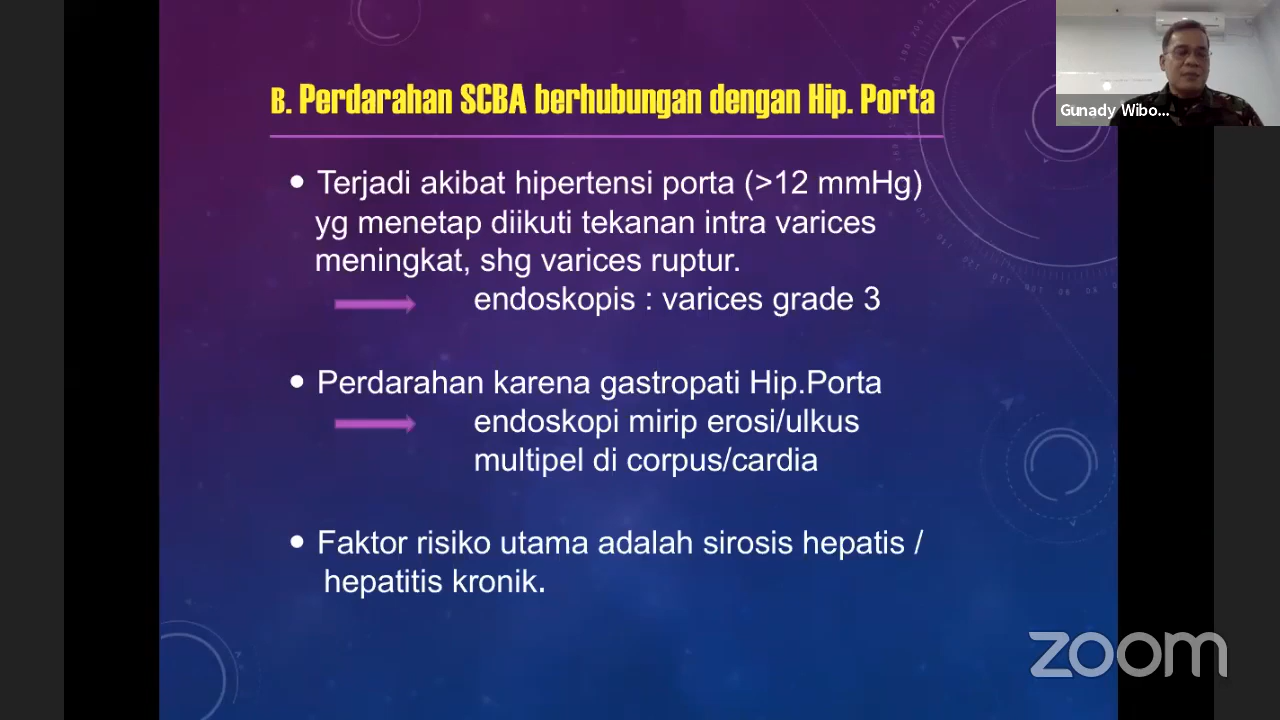 B. Perdarahan SCBA berhubungan dengan Hip. Porta
Gunady Wibo...
• Terjadi akibat hipertensi porta (>12 mmHg)
yg menetap diikuti tekanan intra varices
meningkat, shg varices ruptur.
endoskopis : varices grade 3
• Perdarahan karena gastropati Hip.Porta
endoskopi mirip erosi/ulkus
multipel di corpus/cardia
• Faktor risiko utama adalah sirosis hepatis /
hepatitis kronik.
zoom